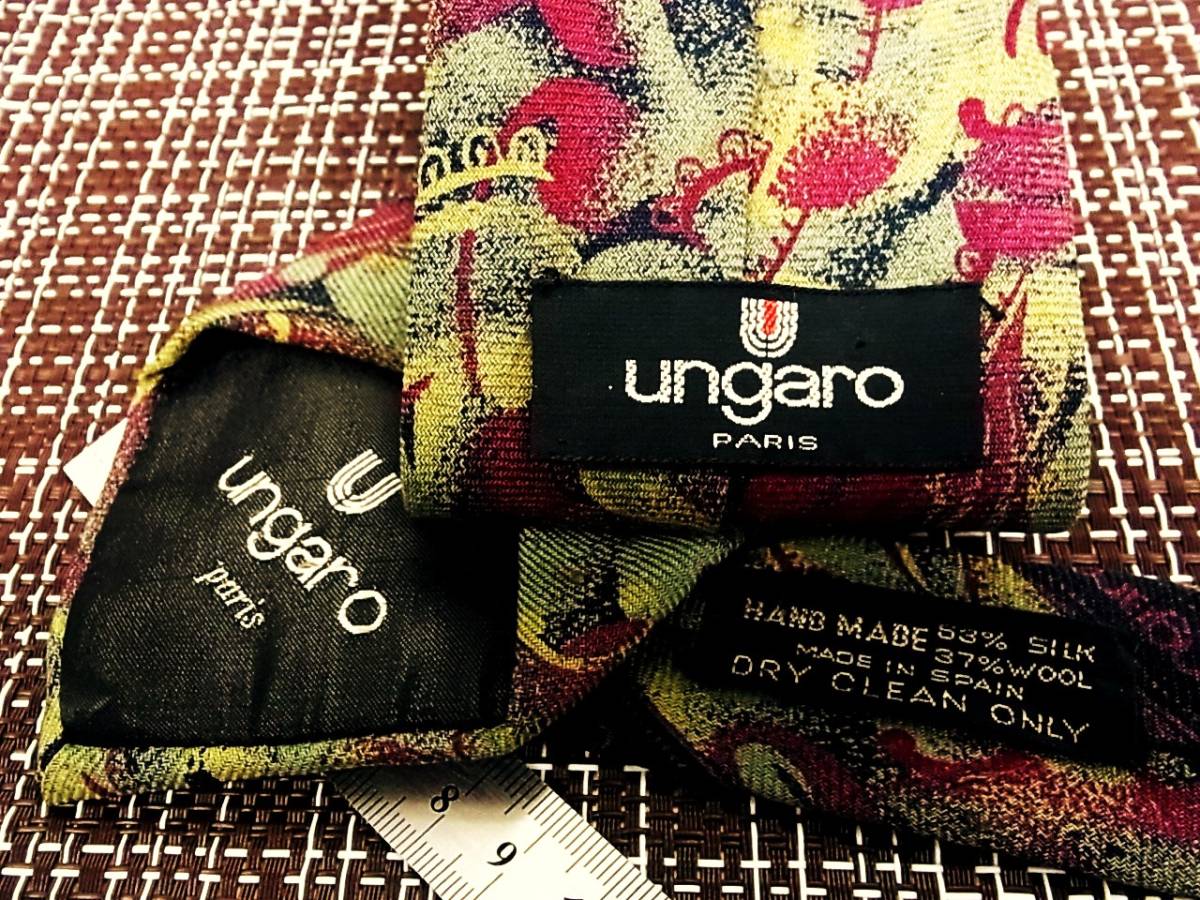 ungaro
PARIS
ungaro
paris
HAND MADE 63% SILK
MADE IN SPAIN 37% WOOL
DRY CLEAN ONLY
8
9